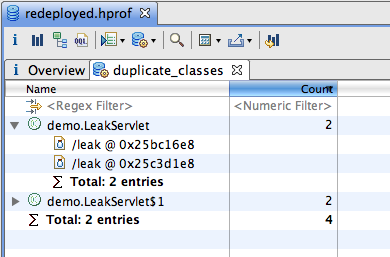 redeployed.hprof
i OQL
i Overview duplicate_classes
Name Count
<Regex Filter> <Numeric Filter>
demo.LeakServlet 2
/leak @ 0x25bc16e8
/leak @ 0x25c3d1e8
Σ Total: 2 entries
demo.LeakServlet$1 2
Σ Total: 2 entries 4